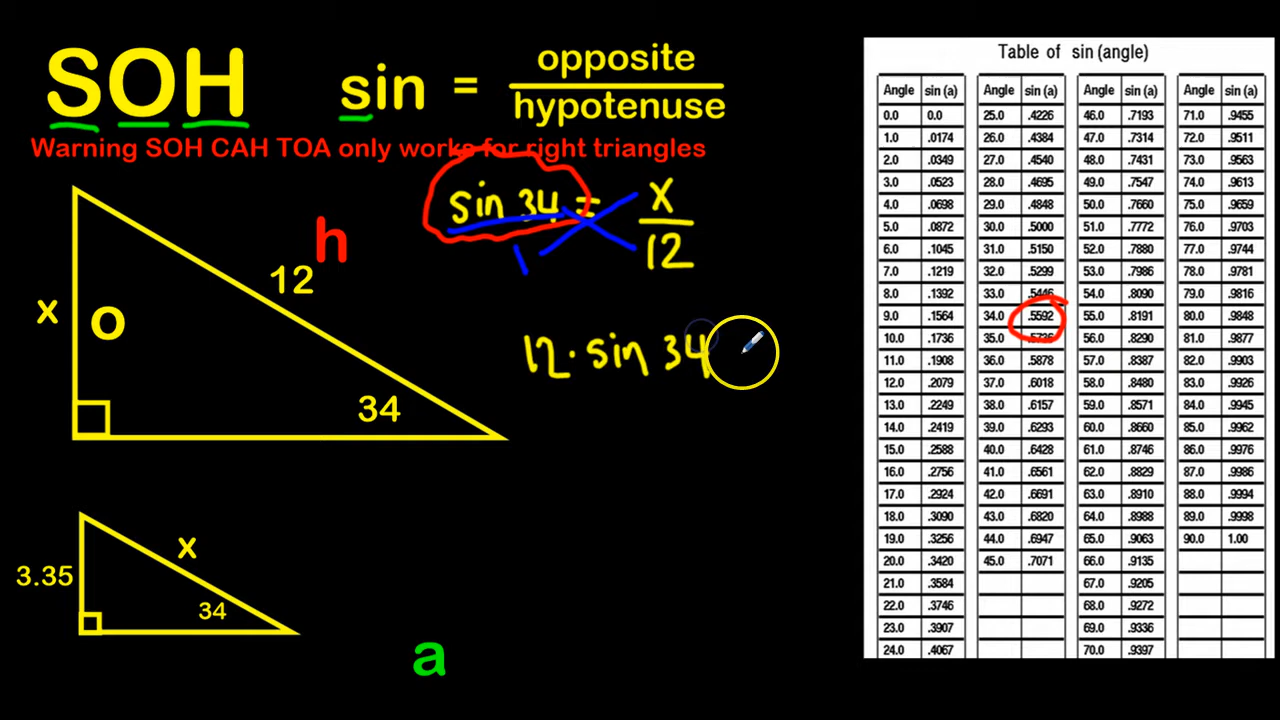 SOH
sin = opposite
hypotenuse
Warning SOH CAH TOA only works for right triangles
sin 34 = x
1 12
h
12
x
O
34
12 · sin 34
3.35
x
34
a
Table of sin (angle)
Angle sin (a) Angle sin (a) Angle sin (a) Angle sin (a)
0.0 0.0 25.0 .4226 46.0 .7193 71.0 .9455
1.0 .0174 26.0 .4384 47.0 .7314 72.0 .9511
2.0 .0349 27.0 .4540 48.0 .7431 73.0 .9563
3.0 .0523 28.0 .4695 49.0 .7547 74.0 .9613
4.0 .0698 29.0 .4848 50.0 .7660 75.0 .9659
5.0 .0872 30.0 .5000 51.0 .7772 76.0 .9703
6.0 .1045 31.0 .5150 52.0 .7880 77.0 .9744
7.0 .1219 32.0 .5299 53.0 .7986 78.0 .9781
8.0 .1392 33.0 .5446 54.0 .8090 79.0 .9816
9.0 .1564 34.0 .5592 55.0 .8191 80.0 .9848
10.0 .1736 35.0 .5736 56.0 .8290 81.0 .9877
11.0 .1908 36.0 .5878 57.0 .8387 82.0 .9903
12.0 .2079 37.0 .6018 58.0 .8480 83.0 .9926
13.0 .2249 38.0 .6157 59.0 .8571 84.0 .9945
14.0 .2419 39.0 .6293 60.0 .8660 85.0 .9962
15.0 .2588 40.0 .6428 61.0 .8746 86.0 .9976
16.0 .2756 41.0 .6561 62.0 .8829 87.0 .9986
17.0 .2924 42.0 .6691 63.0 .8910 88.0 .9994
18.0 .3090 43.0 .6820 64.0 .8988 89.0 .9998
19.0 .3256 44.0 .6947 65.0 .9063 90.0 1.00
20.0 .3420 45.0 .7071 66.0 .9135
21.0 .3584 67.0 .9205
22.0 .3746 68.0 .9272
23.0 .3907 69.0 .9336
24.0 .4067 70.0 .9397